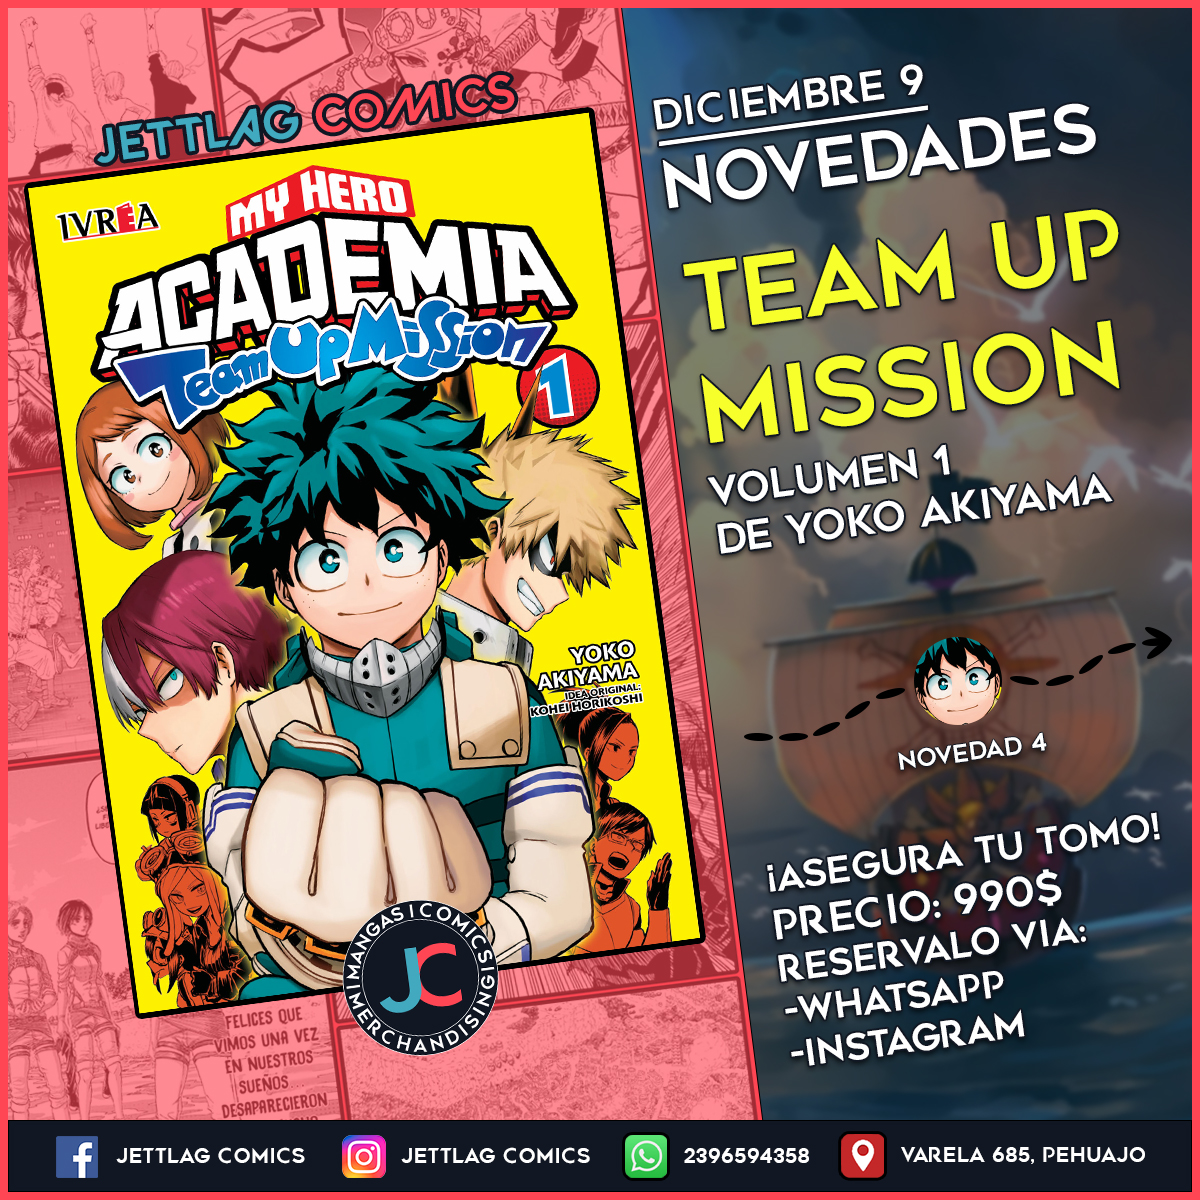 JETTLAG COMICS
IVRÉA
MY HERO
ACADEMIA
Team Up Mission
1
YOKO
AKIYAMA
IDEA ORIGINAL:
KOHEI HORIKOSHI
MANGAS | COMICS |
MERCHANDISING |
JC
FELICES QUE
VIMOS UNA VEZ
EN NUESTROS
SUEÑOS...
DESAPARECIERON
DICIEMBRE 9
NOVEDADES
TEAM UP
MISSION
VOLUMEN 1
DE YOKO AKIYAMA
NOVEDAD 4
¡ASEGURA TU TOMO!
PRECIO: 990$
RESERVALO VIA:
-WHATSAPP
-INSTAGRAM
JETTLAG COMICS
JETTLAG COMICS
2396594358
VARELA 685, PEHUAJO